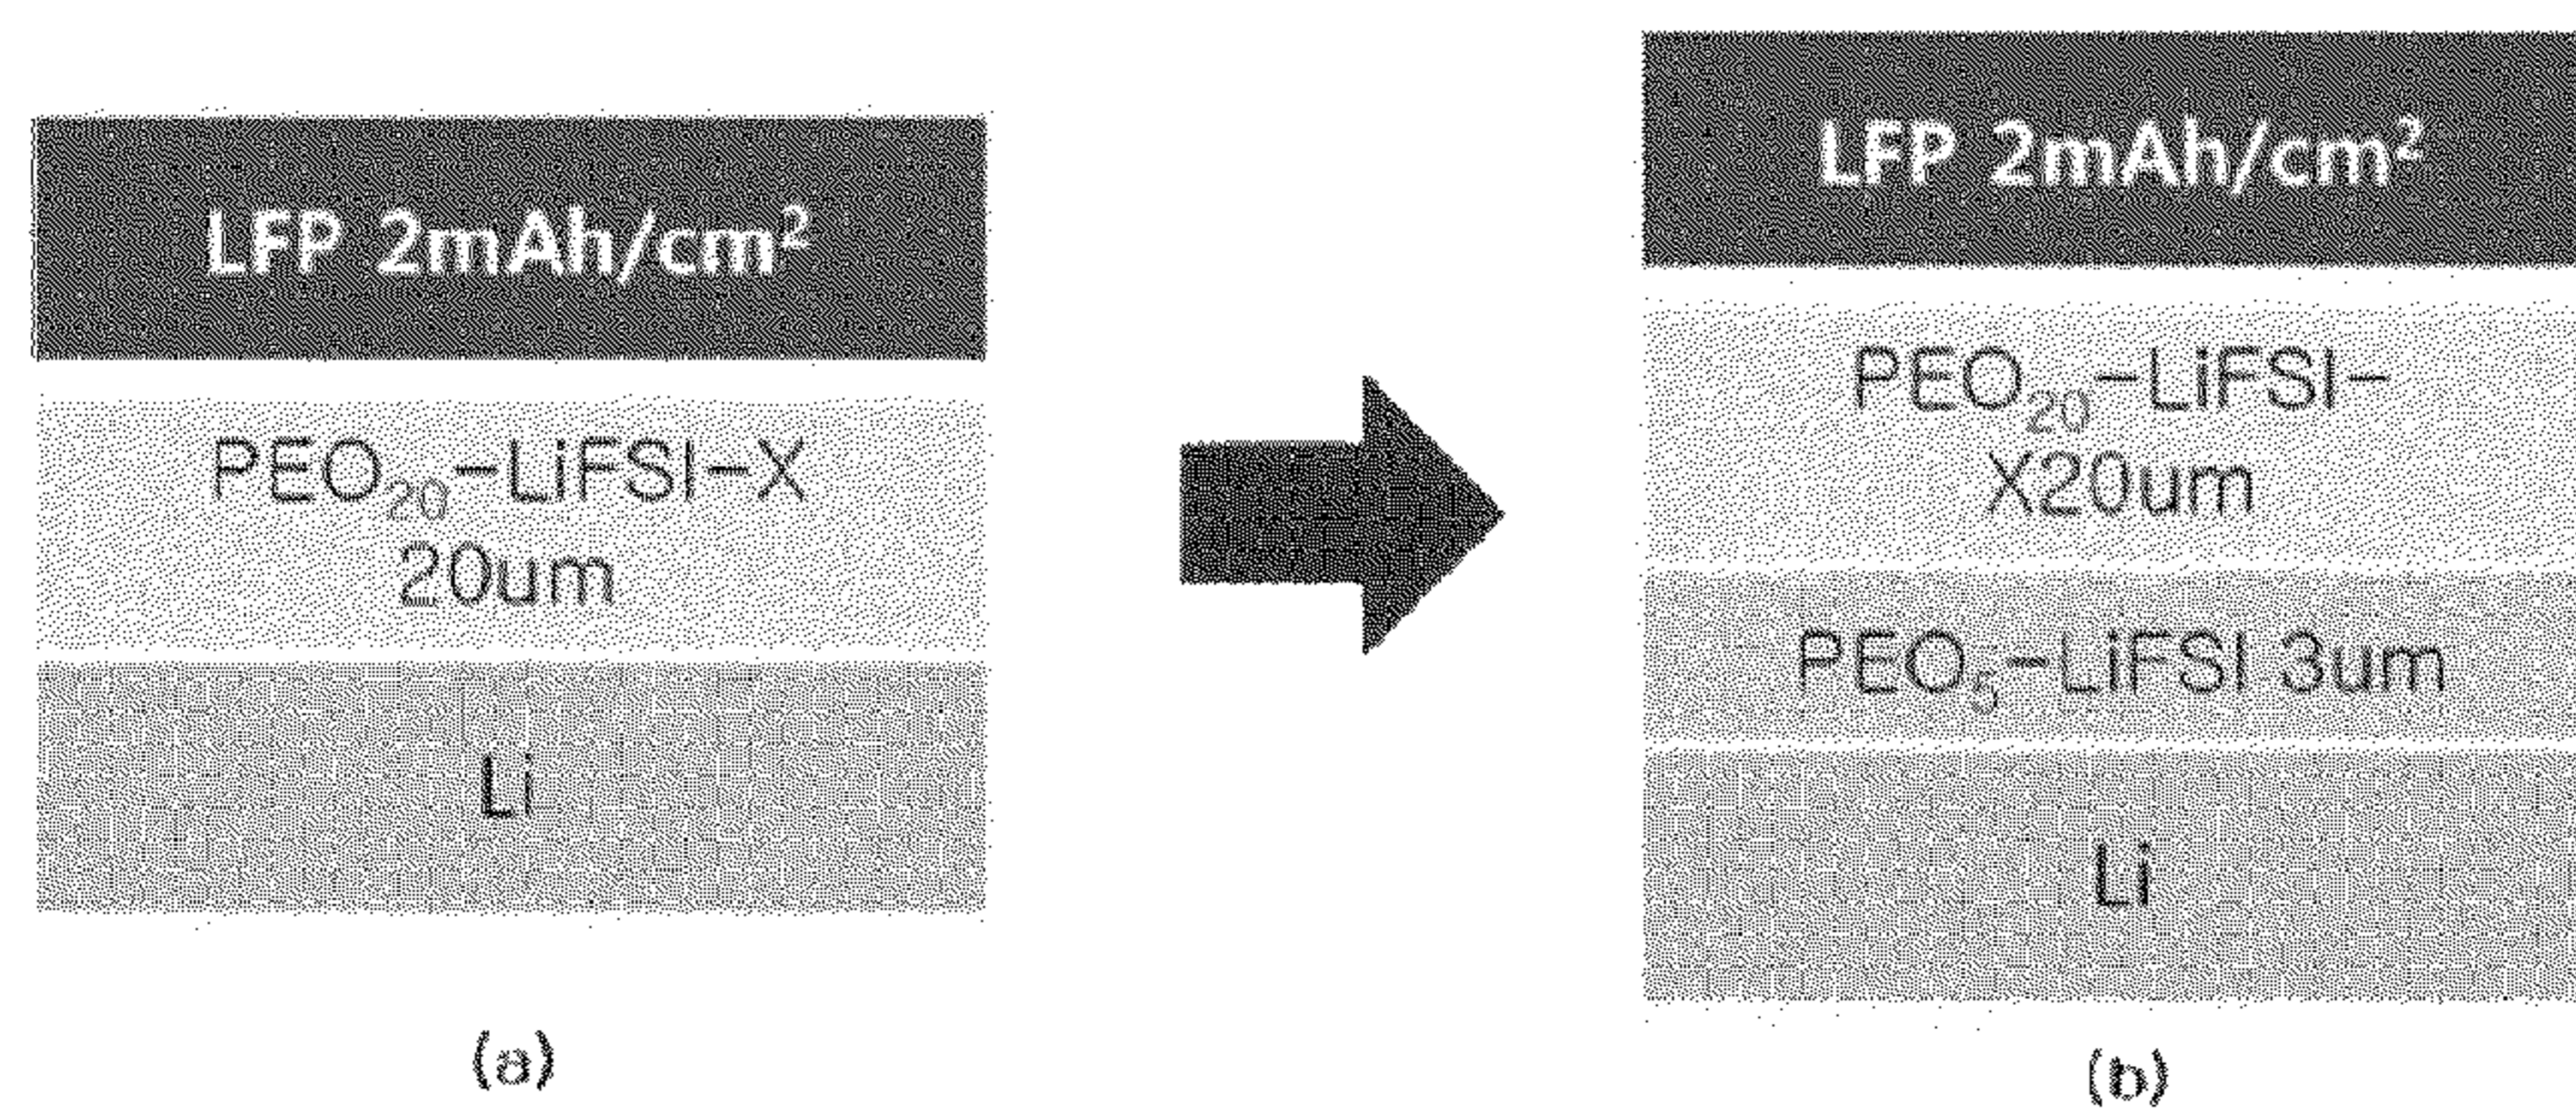 LFP 2mAh/cm²
PEO₂₀-LiFSI-X
20um
Li
(a)
LFP 2mAh/cm²
PEO₂₀-LiFSI-
X20um
PEO₅-LiFSI 3um
Li
(b)